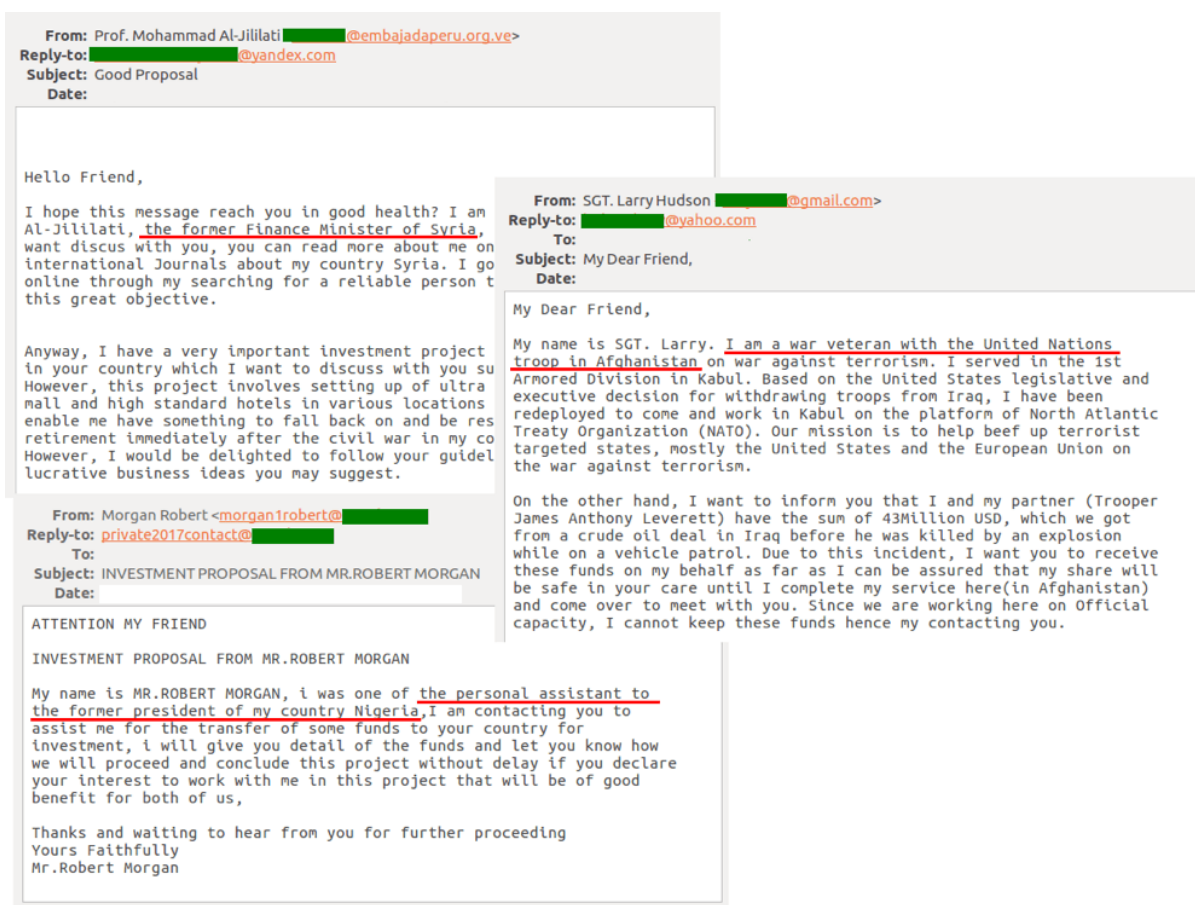 From: Prof. Mohammad Al-Jililati @embajadaperu.org.ve>
Reply-to: @yandex.com
Subject: Good Proposal
Date:
Hello Friend,
I hope this message reach you in good health? I am
Al-Jililati, the former Finance Minister of Syria,
want discus with you, you can read more about me on
international Journals about my country Syria. I go
online through my searching for a reliable person t
this great objective.
Anyway, I have a very important investment project
in your country which I want to discuss with you su
However, this project involves setting up of ultra
mall and high standard hotels in various locations
enable me have something to fall back on and be res
retirement immediately after the civil war in my co
However, I would be delighted to follow your guidel
lucrative business ideas you may suggest.
From: SGT. Larry Hudson @gmail.com>
Reply-to: @yahoo.com
To:
Subject: My Dear Friend,
Date:
My Dear Friend,
My name is SGT. Larry. I am a war veteran with the United Nations
troop in Afghanistan on war against terrorism. I served in the 1st
Armored Division in Kabul. Based on the United States legislative and
executive decision for withdrawing troops from Iraq, I have been
redeployed to come and work in Kabul on the platform of North Atlantic
Treaty Organization (NATO). Our mission is to help beef up terrorist
targeted states, mostly the United States and the European Union on
the war against terrorism.
On the other hand, I want to inform you that I and my partner (Trooper
James Anthony Leverett) have the sum of 43Million USD, which we got
from a crude oil deal in Iraq before he was killed by an explosion
while on a vehicle patrol. Due to this incident, I want you to receive
these funds on my behalf as far as I can be assured that my share will
be safe in your care until I complete my service here(in Afghanistan)
and come over to meet with you. Since we are working here on Official
capacity, I cannot keep these funds hence my contacting you.
From: Morgan Robert <morgan1robert@
Reply-to: private2017contact@
To:
Subject: INVESTMENT PROPOSAL FROM MR.ROBERT MORGAN
Date:
ATTENTION MY FRIEND
INVESTMENT PROPOSAL FROM MR.ROBERT MORGAN
My name is MR.ROBERT MORGAN, i was one of the personal assistant to
the former president of my country Nigeria,I am contacting you to
assist me for the transfer of some funds to your country for
investment, i will give you detail of the funds and let you know how
we will proceed and conclude this project without delay if you declare
your interest to work with me in this project that will be of good
benefit for both of us,
Thanks and waiting to hear from you for further proceeding
Yours Faithfully
Mr.Robert Morgan